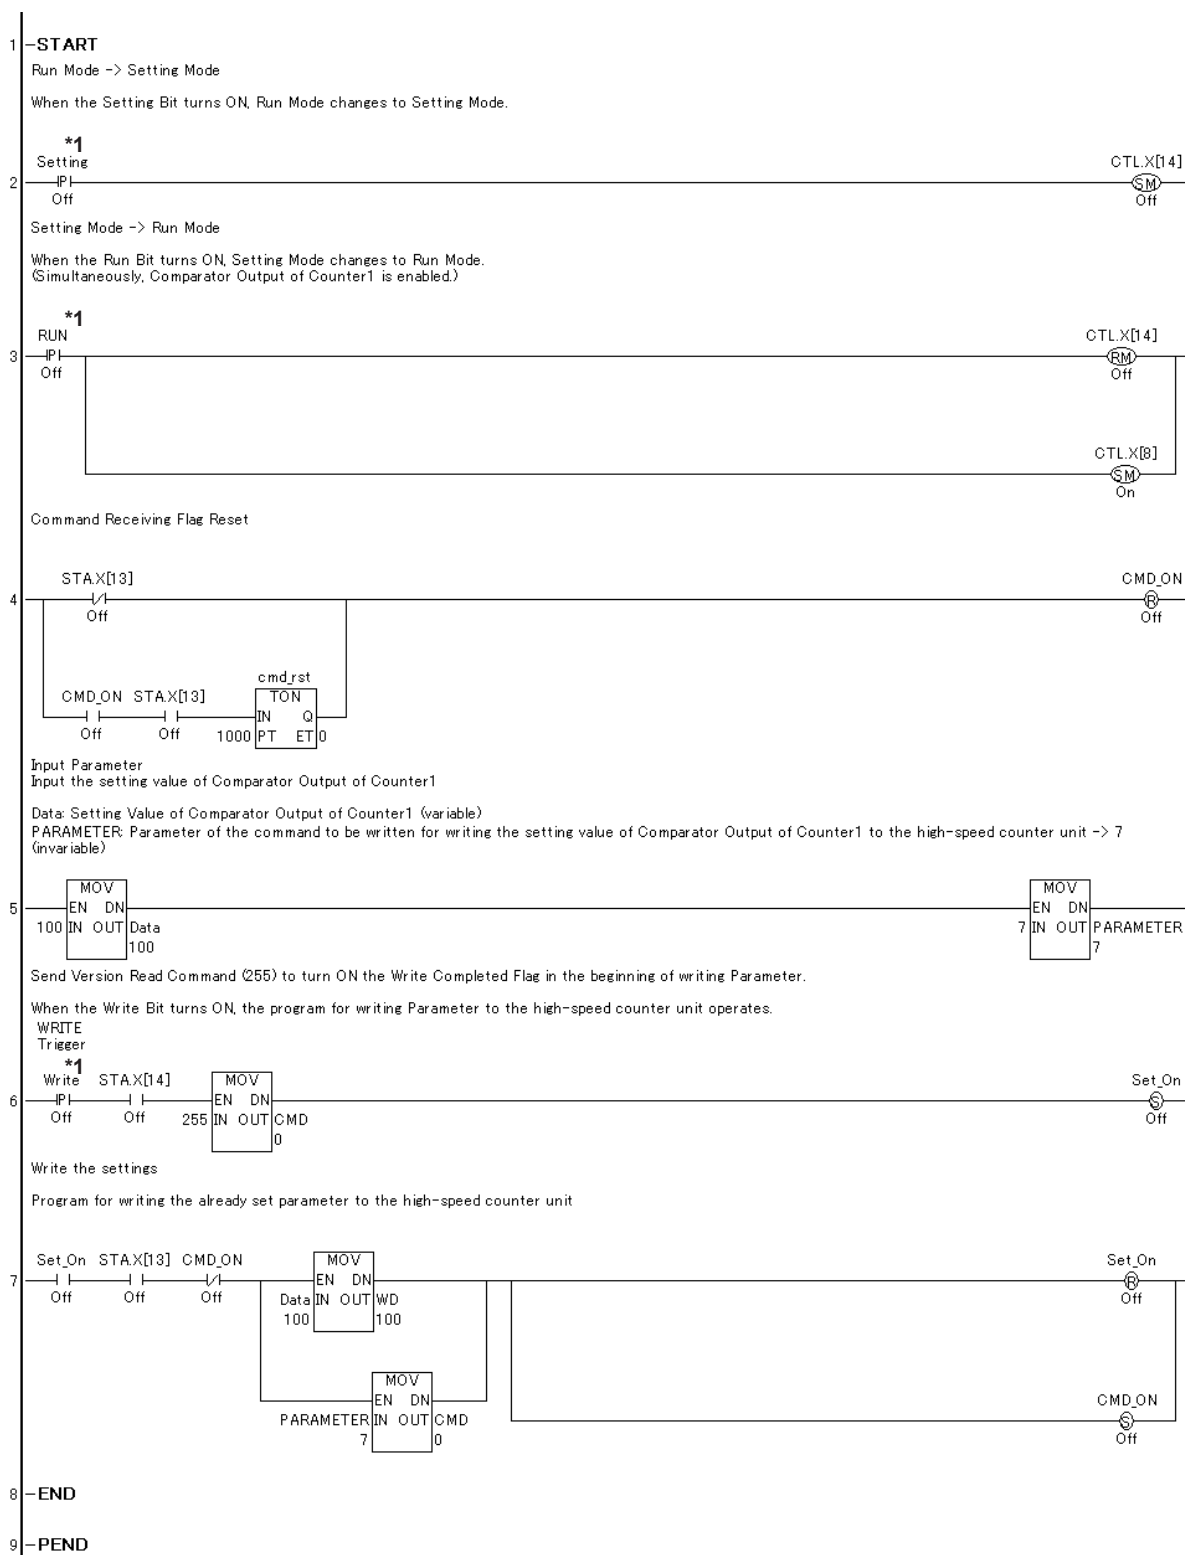 1 -START
Run Mode -> Setting Mode
When the Setting Bit turns ON, Run Mode changes to Setting Mode.
*1
Setting CTL.X[14]
2 P SM
Off Off
Setting Mode -> Run Mode
When the Run Bit turns ON, Setting Mode changes to Run Mode.
(Simultaneously, Comparator Output of Counter1 is enabled.)
*1
RUN CTL.X[14]
3 P RM
Off Off
CTL.X[8]
SM
On
Command Receiving Flag Reset
STA.X[13] CMD_ON
4 R
Off Off
cmd_rst
CMD_ON STA.X[13] TON
IN Q
Off Off 1000 PT ET 0
Input Parameter
Input the setting value of Comparator Output of Counter1
Data: Setting Value of Comparator Output of Counter1 (variable)
PARAMETER: Parameter of the command to be written for writing the setting value of Comparator Output of Counter1 to the high-speed counter unit -> 7
(invariable)
MOV MOV
5 EN DN EN DN
100 IN OUT Data 7 IN OUT PARAMETER
100 7
Send Version Read Command (255) to turn ON the Write Completed Flag in the beginning of writing Parameter.
When the Write Bit turns ON, the program for writing Parameter to the high-speed counter unit operates.
WRITE
Trigger
*1
Write STA.X[14] MOV Set_On
6 P EN DN S
Off Off 255 IN OUT CMD Off
0
Write the settings
Program for writing the already set parameter to the high-speed counter unit
Set_On STA.X[13] CMD_ON MOV Set_On
7 EN DN R
Off Off Off Data IN OUT WD Off
100 100
MOV
EN DN CMD_ON
PARAMETER IN OUT CMD S
7 0 Off
8 -END
9 -PEND